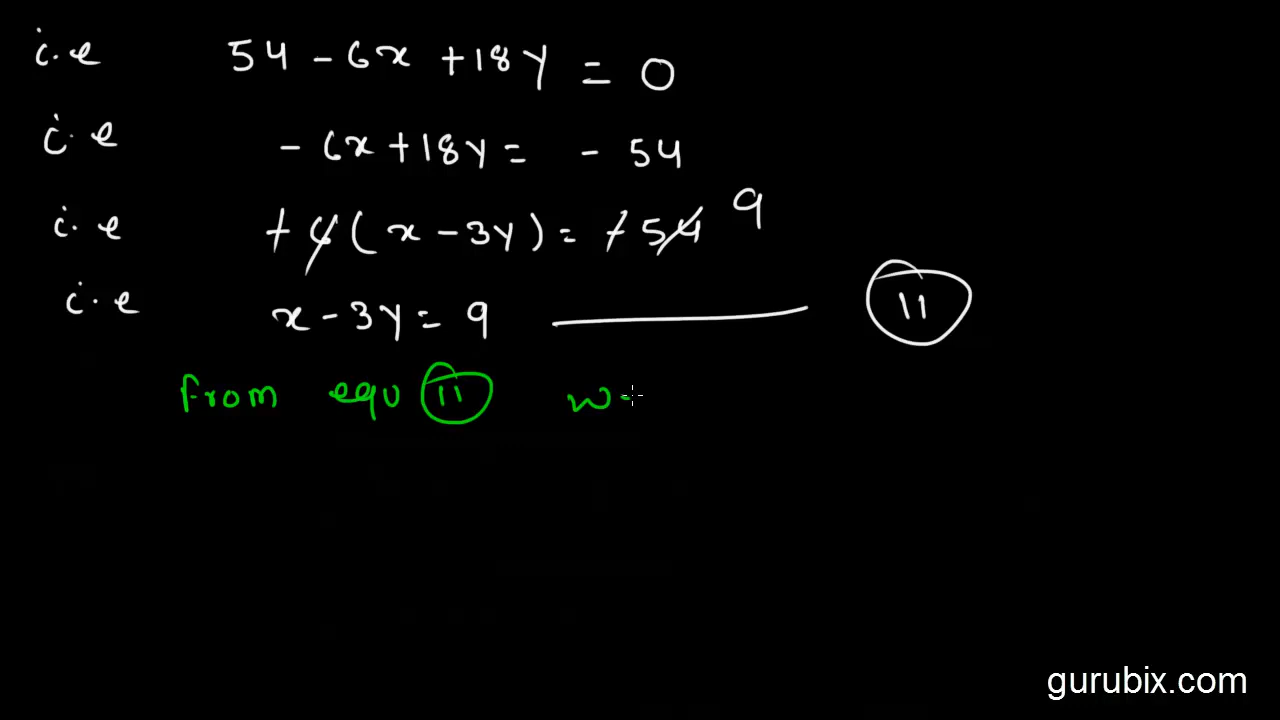 i.e 54 - 6x + 18y = 0
i.e - 6x + 18y = - 54
i.e + 6 ( x - 3y ) = - 54 9
i.e x - 3y = 9 —— 11
From equ 11 w
gurubix.com